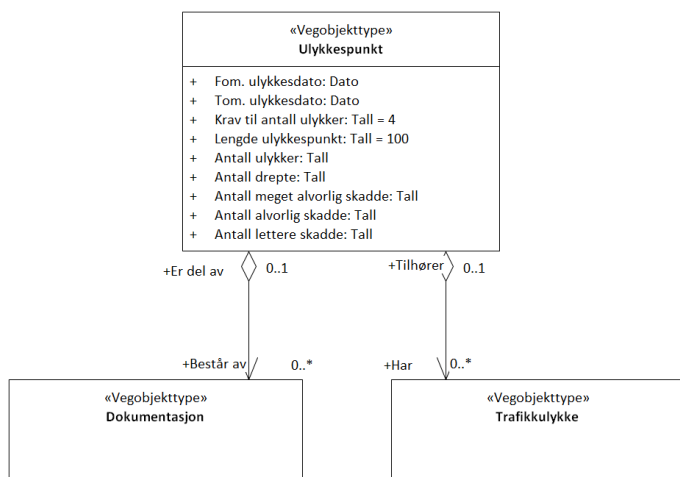 «Vegobjekttype»
Ulykkespunkt
+ Fom. ulykkesdato: Dato
+ Tom. ulykkesdato: Dato
+ Krav til antall ulykker: Tall = 4
+ Lengde ulykkespunkt: Tall = 100
+ Antall ulykker: Tall
+ Antall drepte: Tall
+ Antall meget alvorlig skadde: Tall
+ Antall alvorlig skadde: Tall
+ Antall lettere skadde: Tall
+Er del av 0..1 +Tilhører 0..1
+Består av 0..* +Har 0..*
«Vegobjekttype» «Vegobjekttype»
Dokumentasjon Trafikkulykke